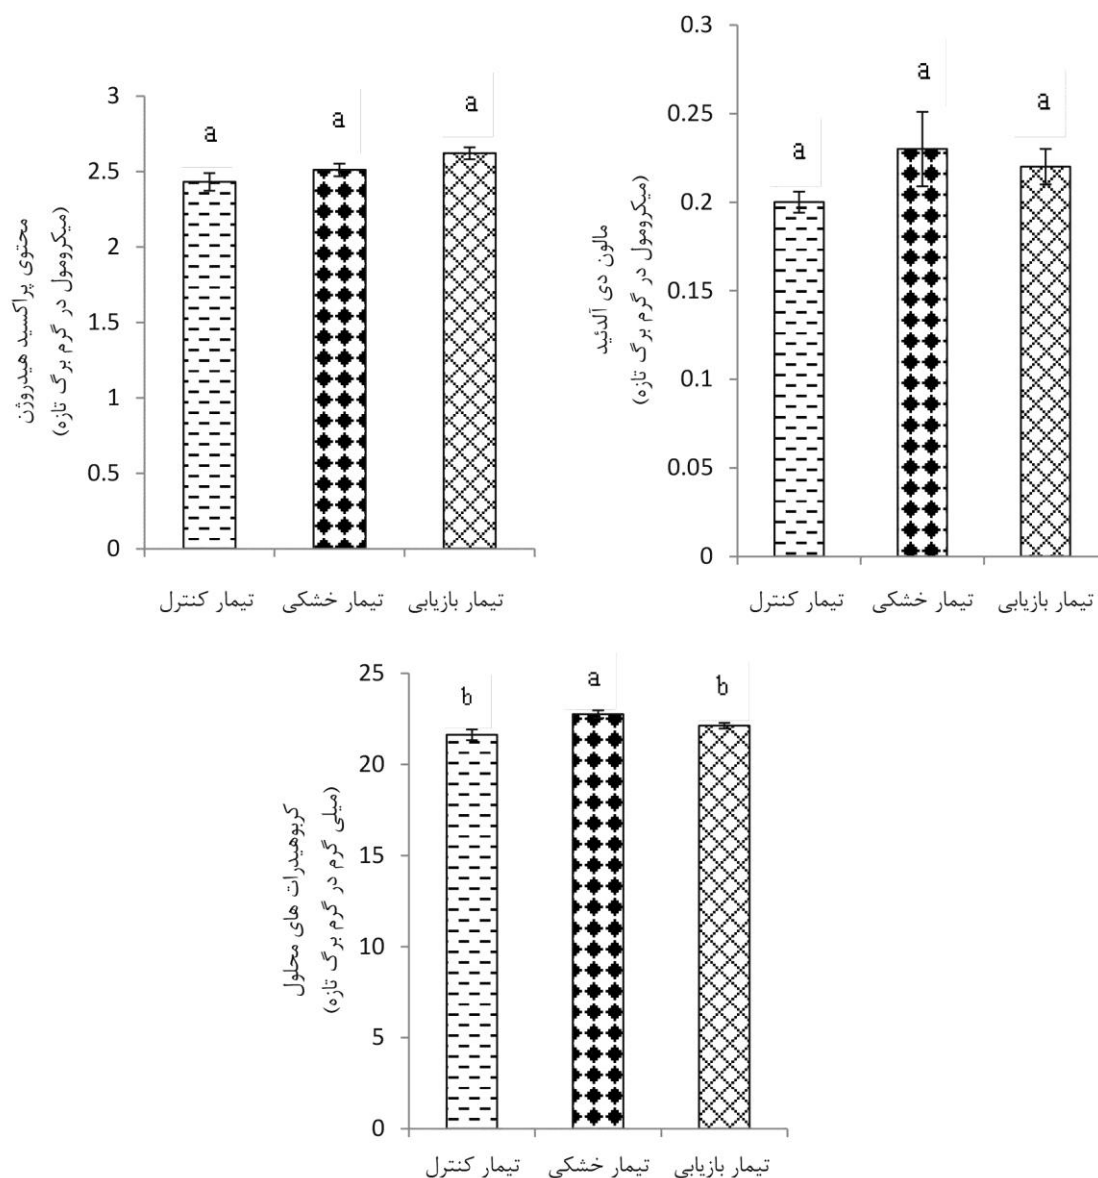 محتوی پراکسید هیدروژن
(میکرومول در گرم برگ تازه)
3
2.5
2
1.5
1
0.5
0
a
a
a
تیمار کنترل
تیمار خشکی
تیمار بازیابی
مالون دی آلدئید
(میکرومول در گرم برگ تازه)
0.3
0.25
0.2
0.15
0.1
0.05
0
a
a
a
تیمار کنترل
تیمار خشکی
تیمار بازیابی
کربوهیدرات های محلول
(میلی گرم در گرم برگ تازه)
25
20
15
10
5
0
b
a
b
تیمار کنترل
تیمار خشکی
تیمار بازیابی